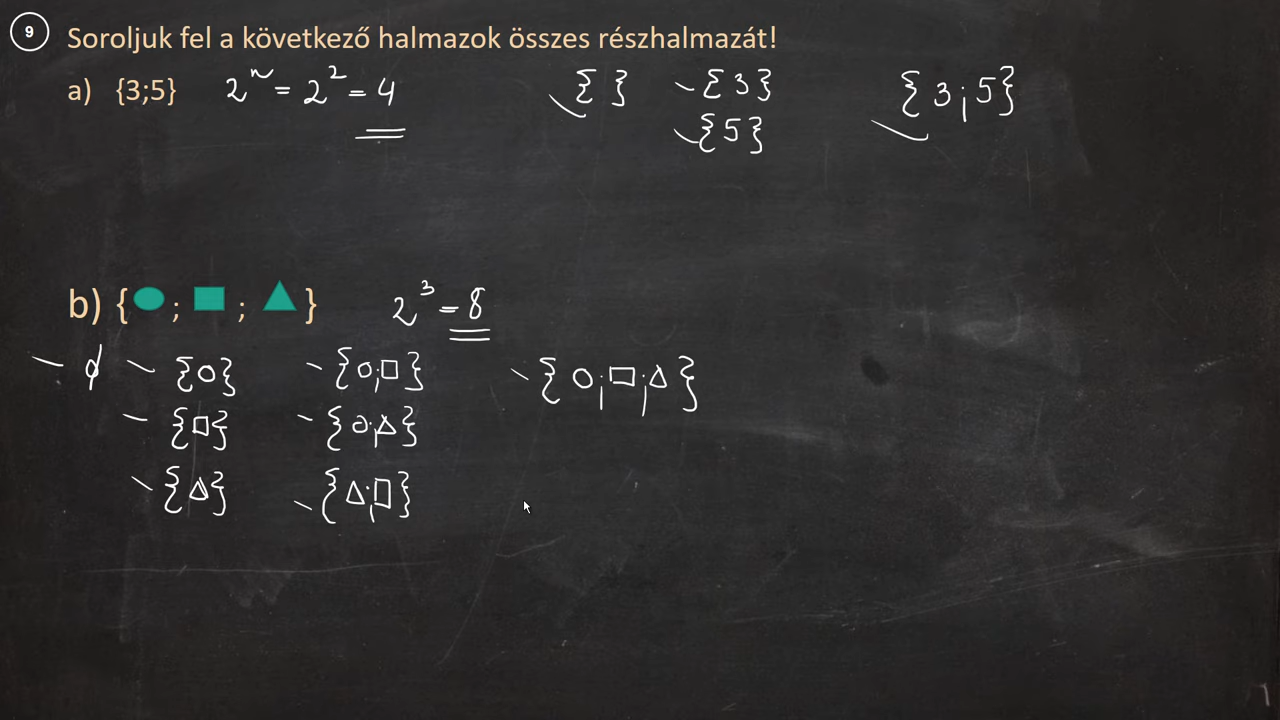 9 Soroljuk fel a következő halmazok összes részhalmazát!
a) {3;5} 2ⁿ = 2² = 4 { } {3} {3;5}
{5}
b) {●; ■; ▲} 2³ = 8
∅ {○} {○;□} {○;□;△}
{□} {○;△}
{△} {△;□}